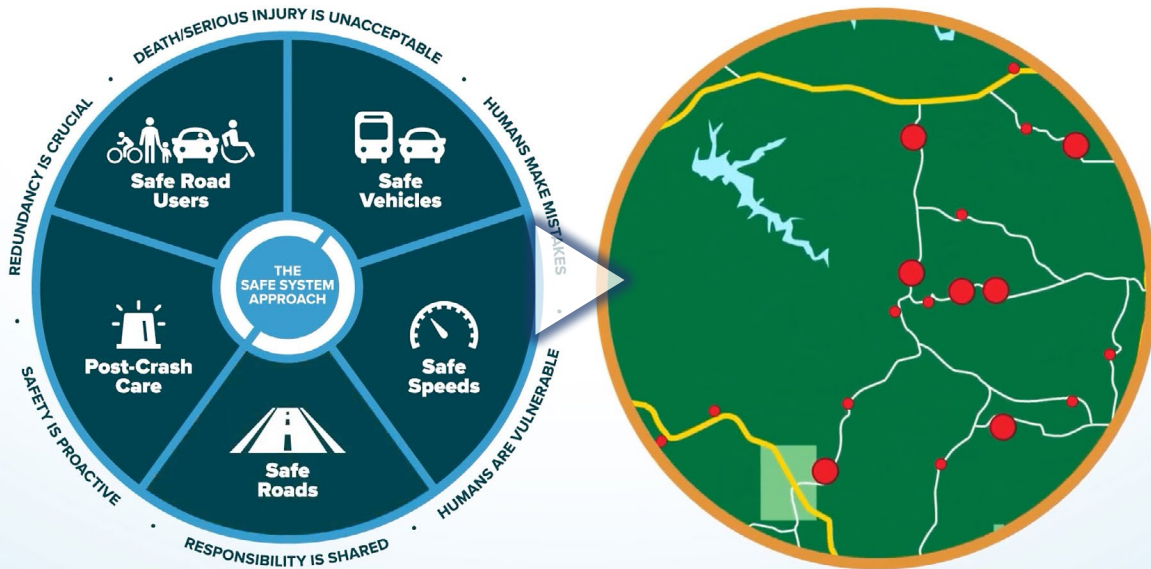 DEATH/SERIOUS INJURY IS UNACCEPTABLE
HUMANS MAKE MISTAKES
HUMANS ARE VULNERABLE
RESPONSIBILITY IS SHARED
SAFETY IS PROACTIVE
REDUNDANCY IS CRUCIAL
Safe Road
Users
Safe
Vehicles
THE
SAFE SYSTEM
APPROACH
Post-Crash
Care
Safe
Speeds
Safe
Roads